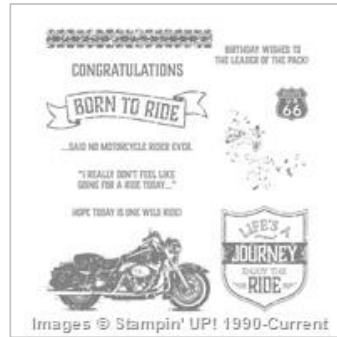 BIRTHDAY WISHES TO
THE LEADER OF THE PACK!
CONGRATULATIONS
BORN TO RIDE
66
...SAID NO MOTORCYCLE RIDER EVER.
"I REALLY DON'T FEEL LIKE
GOING FOR A RIDE TODAY..."
HOPE TODAY IS ONE WILD RIDE!
LIFE'S A
JOURNEY
ENJOY THE
RIDE
Images © Stampin' UP! 1990-Current